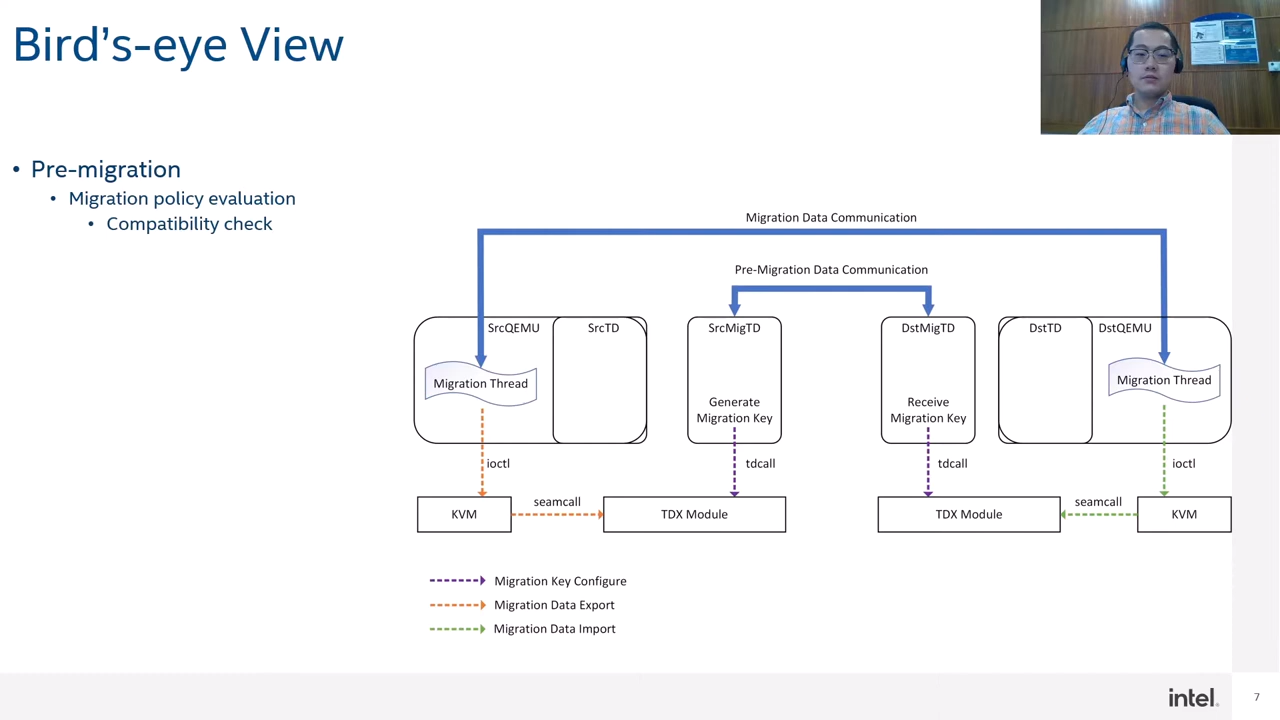 Bird's-eye View
• Pre-migration
• Migration policy evaluation
• Compatibility check
Migration Data Communication
Pre-Migration Data Communication
SrcQEMU
SrcTD
SrcMigTD
DstMigTD
DstTD
DstQEMU
Migration Thread
Generate
Migration Key
Receive
Migration Key
Migration Thread
ioctl
tdcall
tdcall
ioctl
KVM
seamcall
TDX Module
TDX Module
seamcall
KVM
Migration Key Configure
Migration Data Export
Migration Data Import
intel.
7